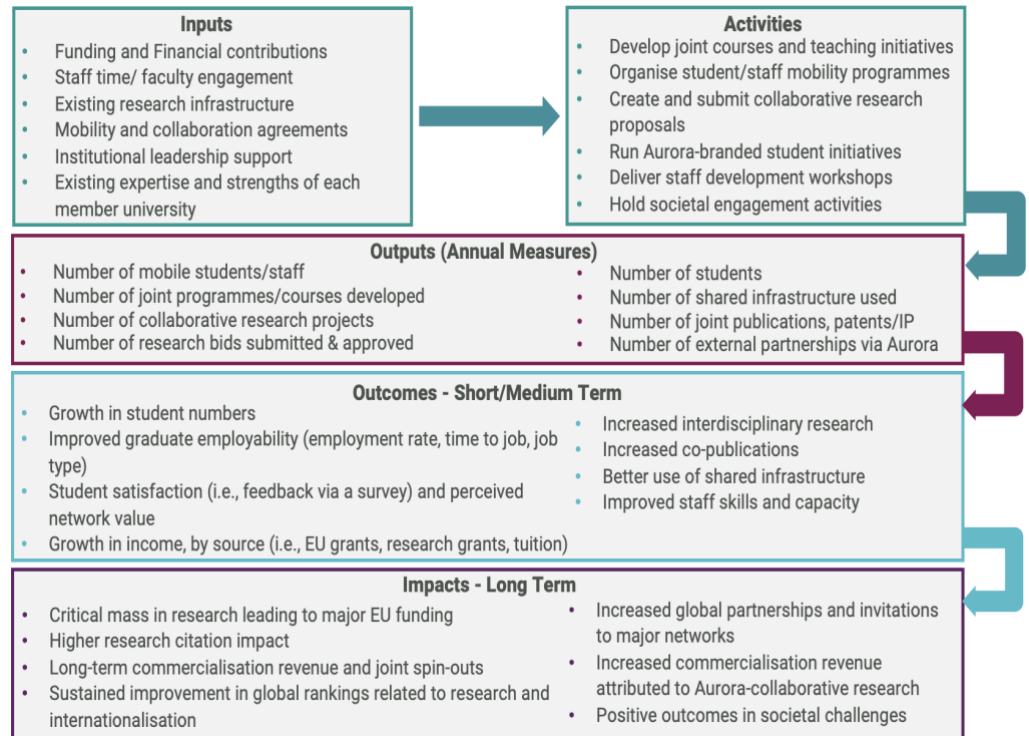 Inputs
• Funding and Financial contributions
• Staff time/ faculty engagement
• Existing research infrastructure
• Mobility and collaboration agreements
• Institutional leadership support
• Existing expertise and strengths of each
member university
Activities
• Develop joint courses and teaching initiatives
• Organise student/staff mobility programmes
• Create and submit collaborative research
proposals
• Run Aurora-branded student initiatives
• Deliver staff development workshops
• Hold societal engagement activities
Outputs (Annual Measures)
• Number of mobile students/staff
• Number of joint programmes/courses developed
• Number of collaborative research projects
• Number of research bids submitted & approved
• Number of students
• Number of shared infrastructure used
• Number of joint publications, patents/IP
• Number of external partnerships via Aurora
Outcomes - Short/Medium Term
• Growth in student numbers
• Improved graduate employability (employment rate, time to job, job
type)
• Student satisfaction (i.e., feedback via a survey) and perceived
network value
• Growth in income, by source (i.e., EU grants, research grants, tuition)
• Increased interdisciplinary research
• Increased co-publications
• Better use of shared infrastructure
• Improved staff skills and capacity
Impacts - Long Term
• Critical mass in research leading to major EU funding
• Higher research citation impact
• Long-term commercialisation revenue and joint spin-outs
• Sustained improvement in global rankings related to research and
internationalisation
• Increased global partnerships and invitations
to major networks
• Increased commercialisation revenue
attributed to Aurora-collaborative research
• Positive outcomes in societal challenges